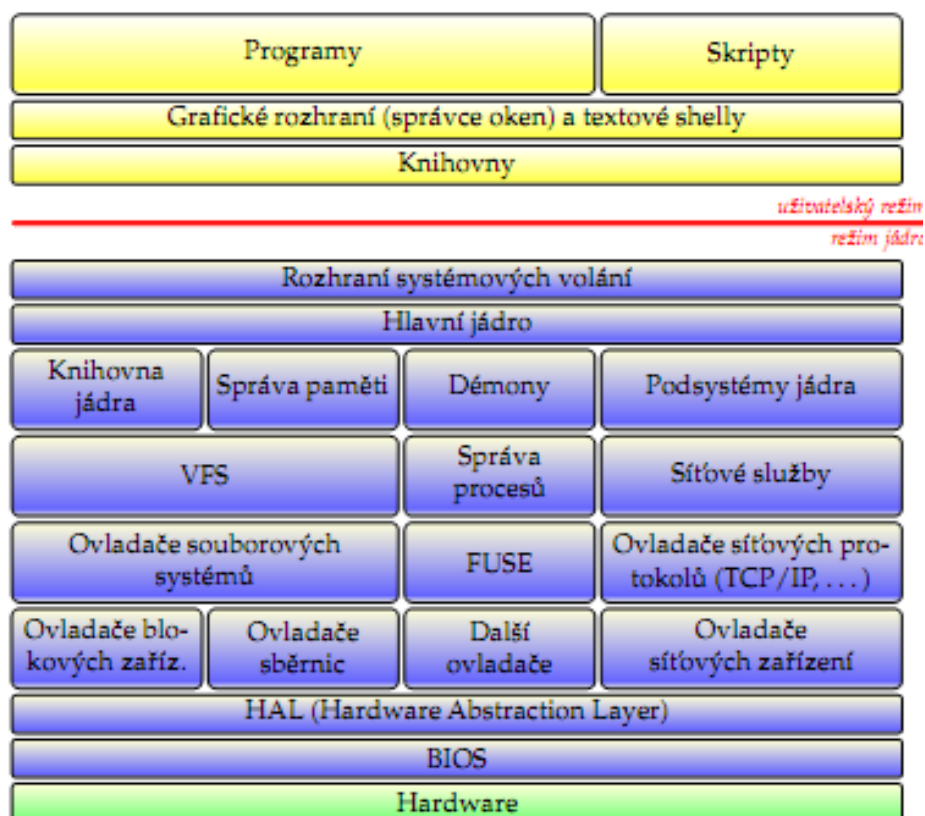 Programy
Skripty
Grafické rozhraní (správce oken) a textové shelly
Knihovny
uživatelský režim
režim jádra
Rozhraní systémových volání
Hlavní jádro
Knihovna
jádra
Správa paměti
Démony
Podsystémy jádra
VFS
Správa
procesů
Síťové služby
Ovladače souborových
systémů
FUSE
Ovladače síťových pro-
tokolů (TCP/IP, . . . )
Ovladače blo-
kových zaříz.
Ovladače
sběrnic
Další
ovladače
Ovladače
síťových zařízení
HAL (Hardware Abstraction Layer)
BIOS
Hardware